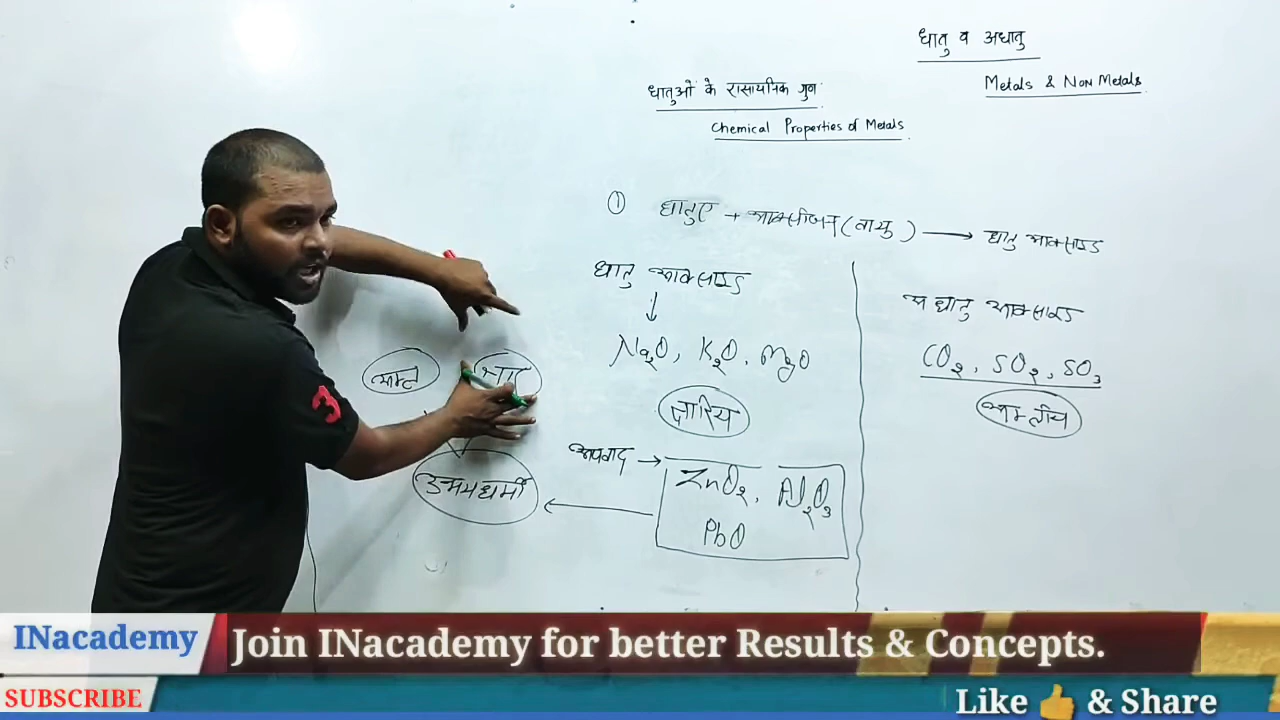 धातु व अधातु
Metals & Non Metals
धातुओं के रासायनिक गुण
Chemical Properties of Metals
① धातुए + आक्सीजन (वायु) → धातु आक्साइड
धातु आक्साइड
↓
Na₂O, K₂O, MgO
क्षारिय
अपवाद →
ZnO₂, Al₂O₃
PbO
अधातु आक्साइड
CO₂, SO₂, SO₃
आम्लीय
अम्ल
उभयधर्मी
3
INacademy
Join INacademy for better Results & Concepts.
SUBSCRIBE
Like 👍 & Share